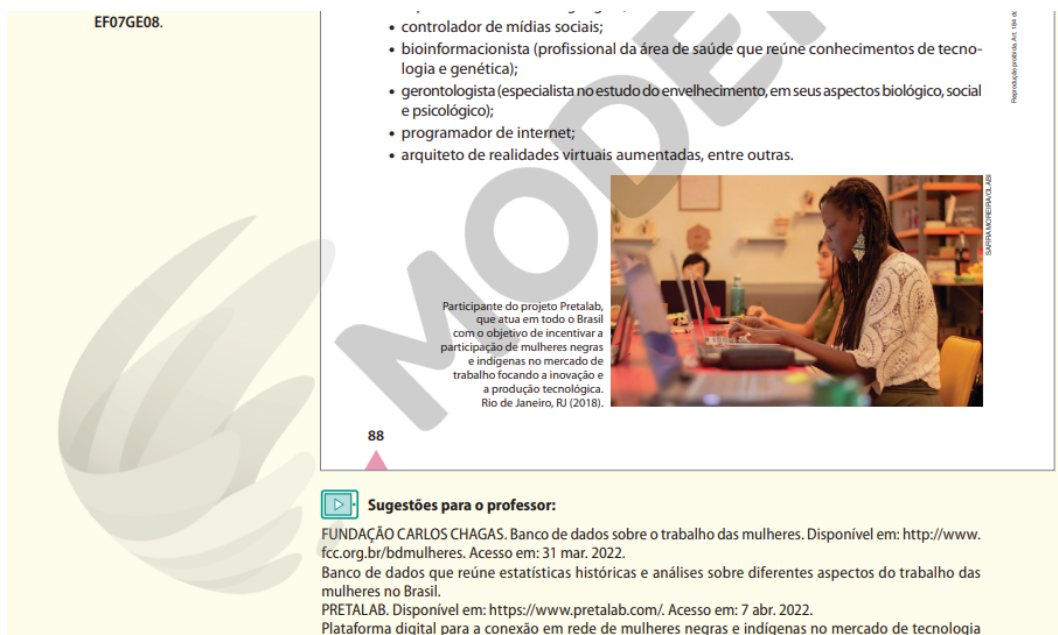 EF07GE08.
• controlador de mídias sociais;
• bioinformacionista (profissional da área de saúde que reúne conhecimentos de tecno-
logia e genética);
• gerontologista (especialista no estudo do envelhecimento, em seus aspectos biológico, social
e psicológico);
• programador de internet;
• arquiteto de realidades virtuais aumentadas, entre outras.
Reprodução proibida. Art. 184 do
SAFIRA MOREIRA/OLABI
Participante do projeto Pretalab,
que atua em todo o Brasil
com o objetivo de incentivar a
participação de mulheres negras
e indígenas no mercado de
trabalho focando a inovação e
a produção tecnológica.
Rio de Janeiro, RJ (2018).
88
Sugestões para o professor:
FUNDAÇÃO CARLOS CHAGAS. Banco de dados sobre o trabalho das mulheres. Disponível em: http://www.
fcc.org.br/bdmulheres. Acesso em: 31 mar. 2022.
Banco de dados que reúne estatísticas históricas e análises sobre diferentes aspectos do trabalho das
mulheres no Brasil.
PRETALAB. Disponível em: https://www.pretalab.com/. Acesso em: 7 abr. 2022.
Plataforma digital para a conexão em rede de mulheres negras e indígenas no mercado de tecnologia
MODE